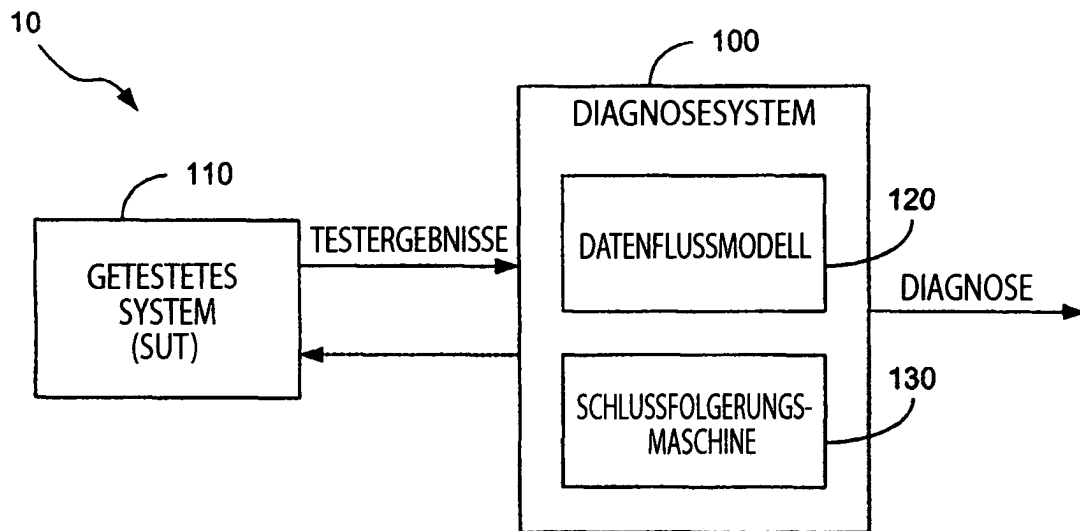 10
100
DIAGNOSESYSTEM
110
120
TESTERGEBNISSE
DATENFLUSSMODELL
GETESTETES
SYSTEM
(SUT)
DIAGNOSE
130
SCHLUSSFOLGERUNGS-
MASCHINE